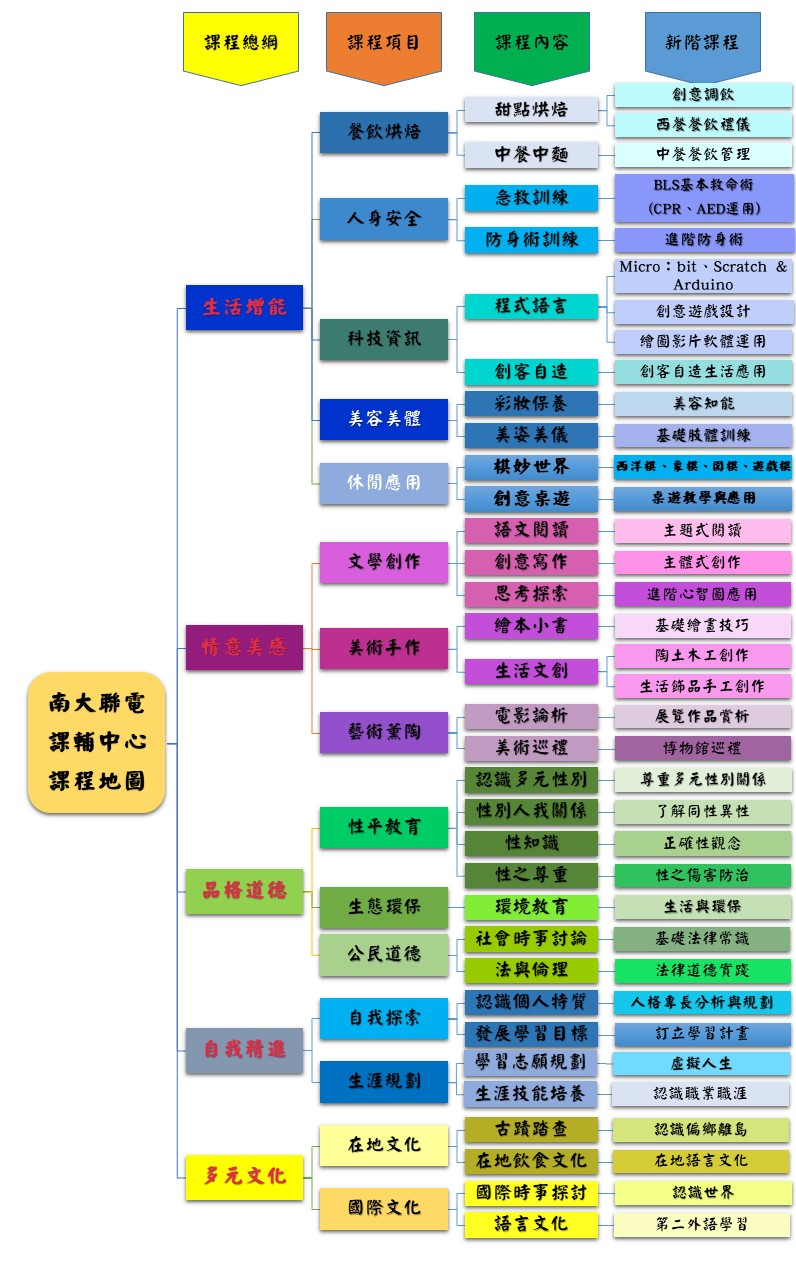 課程總綱
課程項目
課程內容
新階課程
南大聯電
課輔中心
課程地圖
生活增能
餐飲烘焙
甜點烘焙
創意調飲
西餐餐飲禮儀
中餐中麵
中餐餐飲管理
人身安全
急救訓練
BLS基本救命術
(CPR、AED運用)
防身術訓練
進階防身術
科技資訊
程式語言
Micro：bit、Scratch &
Arduino
創意遊戲設計
繪圖影片軟體運用
創客自造
創客自造生活應用
美容美體
彩妝保養
美容知能
美姿美儀
基礎肢體訓練
休閒應用
棋妙世界
西洋棋、象棋、圍棋、遊戲棋
創意桌遊
桌遊教學與應用
情意美感
文學創作
語文閱讀
主題式閱讀
創意寫作
主體式創作
思考探索
進階心智圖應用
美術手作
繪本小書
基礎繪畫技巧
生活文創
陶土木工創作
生活飾品手工創作
藝術薰陶
電影論析
展覽作品賞析
美術巡禮
博物館巡禮
品格道德
性平教育
認識多元性別
尊重多元性別關係
性別人我關係
了解同性異性
性知識
正確性觀念
性之尊重
性之傷害防治
生態環保
環境教育
生活與環保
公民道德
社會時事討論
基礎法律常識
法與倫理
法律道德實踐
自我精進
自我探索
認識個人特質
人格專長分析與規劃
發展學習目標
訂立學習計畫
生涯規劃
學習志願規劃
虛擬人生
生涯技能培養
認識職業職涯
多元文化
在地文化
古蹟踏查
認識偏鄉離島
在地飲食文化
在地語言文化
國際文化
國際時事探討
認識世界
語言文化
第二外語學習